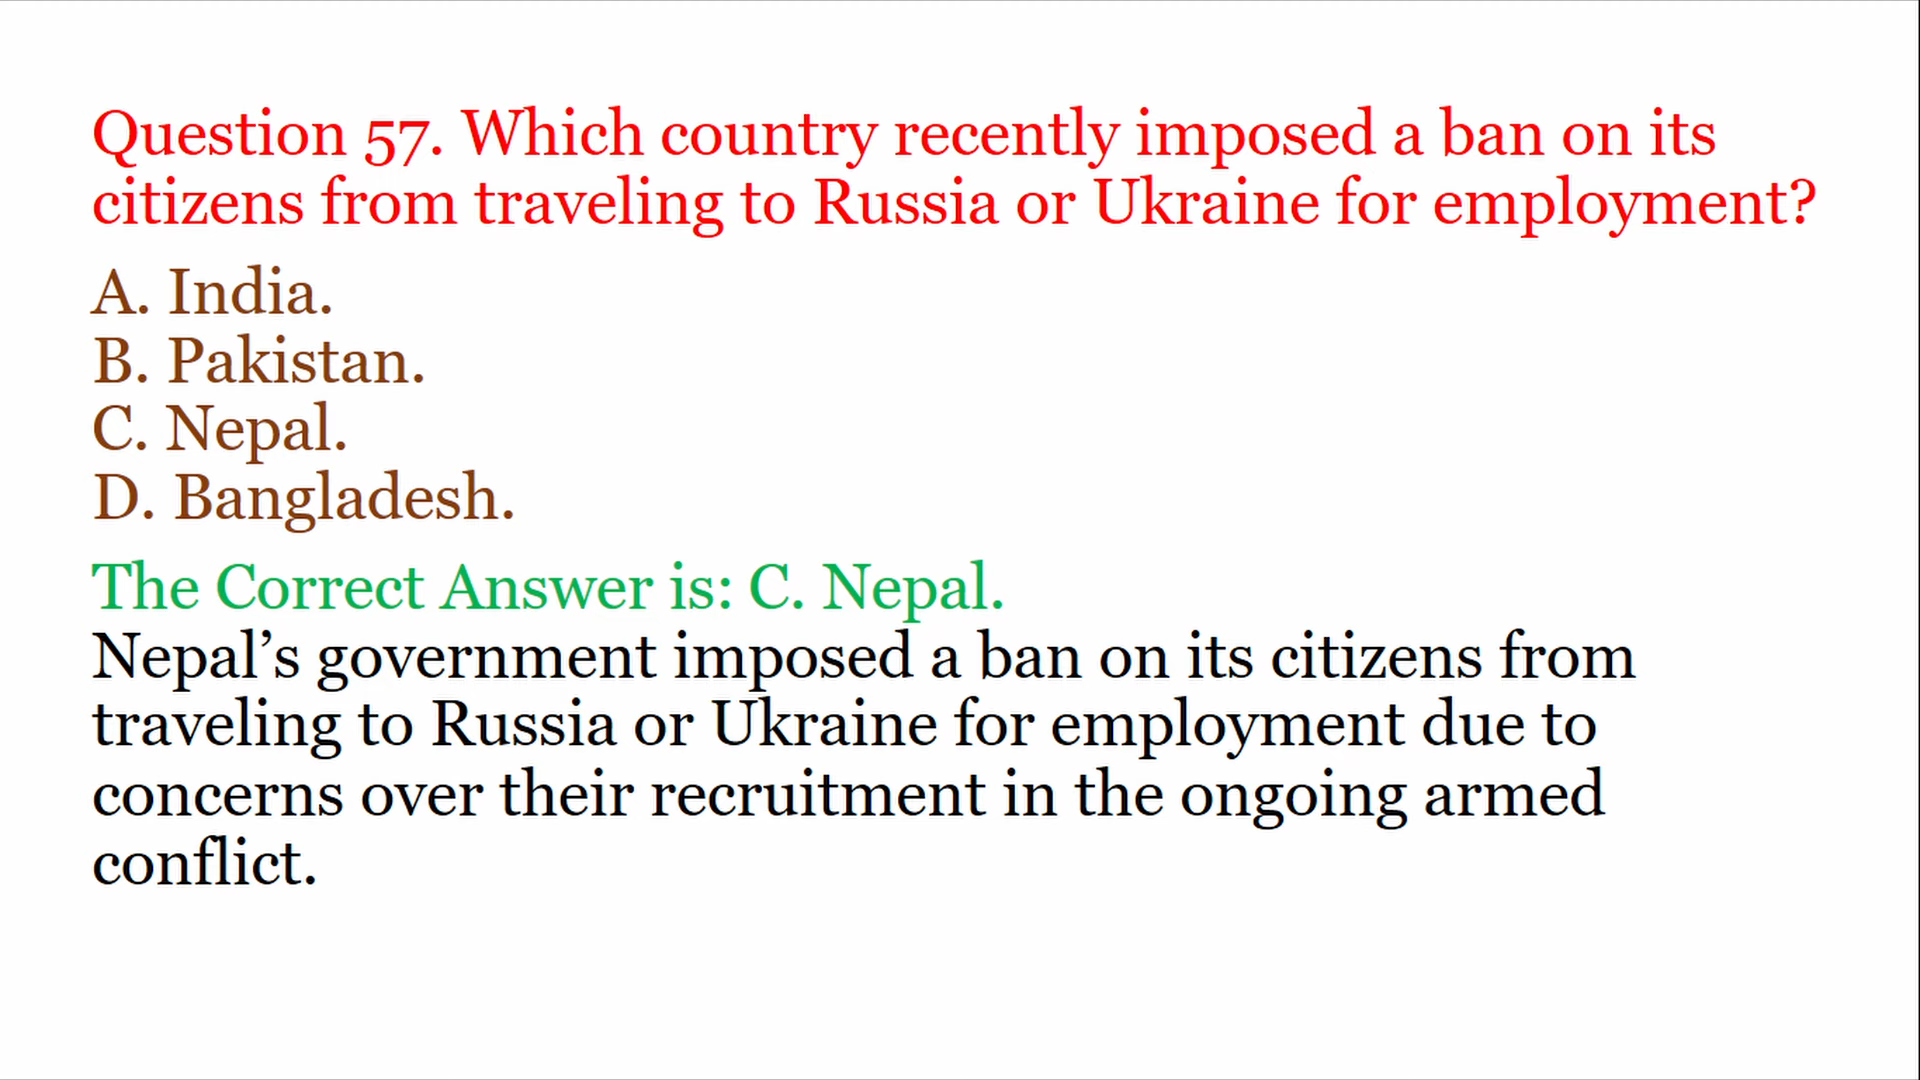 Question 57. Which country recently imposed a ban on its
citizens from traveling to Russia or Ukraine for employment?
A. India.
B. Pakistan.
C. Nepal.
D. Bangladesh.
The Correct Answer is: C. Nepal.
Nepal’s government imposed a ban on its citizens from
traveling to Russia or Ukraine for employment due to
concerns over their recruitment in the ongoing armed
conflict.